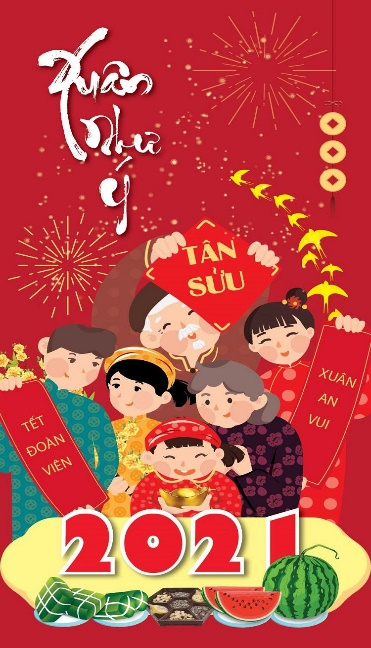 Xuân
Như
Ý
TÂN
SỬU
TẾT
ĐOÀN
VIÊN
XUÂN
AN
VUI
2021